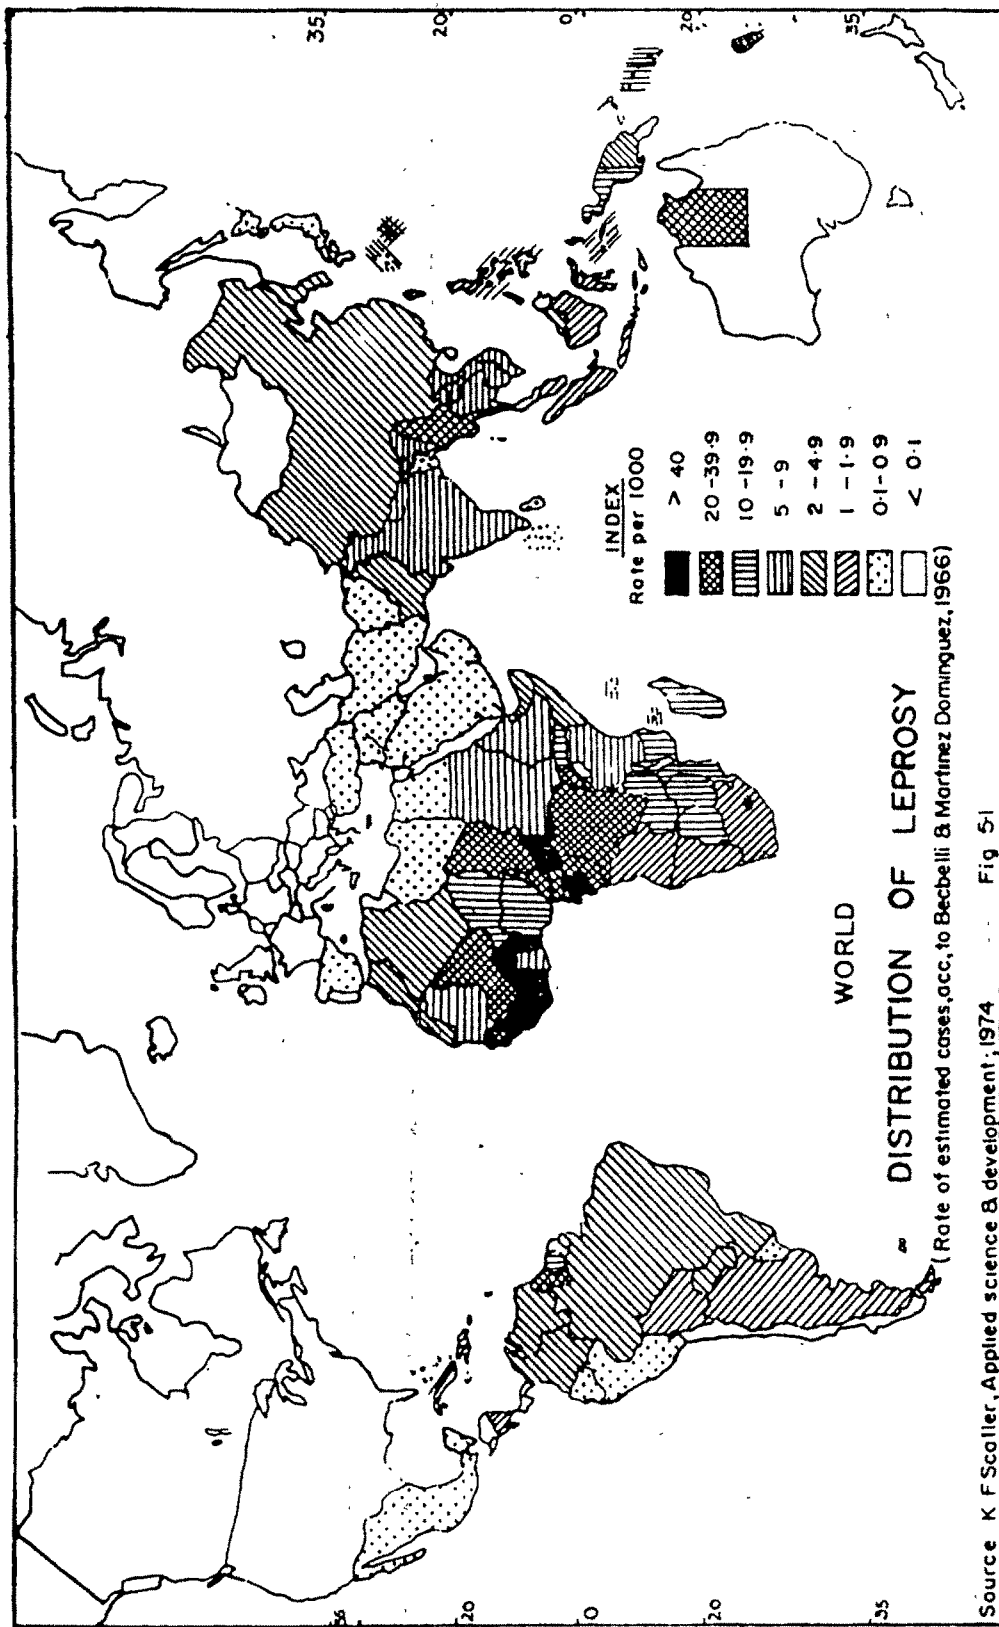 35
20
0
20
35
INDEX
Rate per 1000
> 40
20-39·9
10-19·9
5 - 9
2 - 4·9
1 - 1·9
0·1-0·9
< 0·1
WORLD
DISTRIBUTION OF LEPROSY
(Rate of estimated cases, acc, to Becbelli & Martinez Dominguez, 1966)
20
0
20
35
Source K F Scaller, Applied science & development; 1974
Fig 5·1